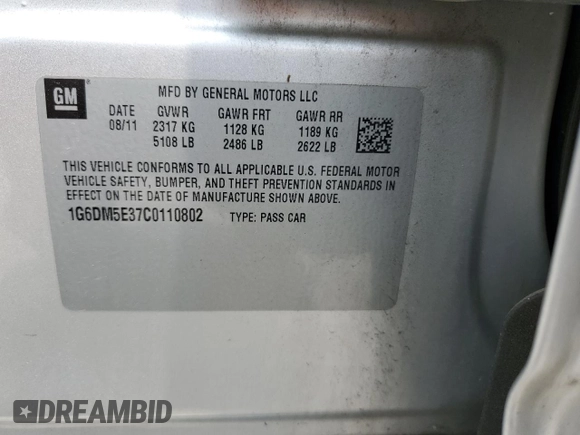 GM
MFD BY GENERAL MOTORS LLC
DATE GVWR GAWR FRT GAWR RR
08/11 2317 KG 1128 KG 1189 KG
5108 LB 2486 LB 2622 LB
THIS VEHICLE CONFORMS TO ALL APPLICABLE U.S. FEDERAL MOTOR
VEHICLE SAFETY, BUMPER, AND THEFT PREVENTION STANDARDS IN
EFFECT ON THE DATE OF MANUFACTURE SHOWN ABOVE.
1G6DM5E37C0110802 TYPE: PASS CAR
DREAMBID